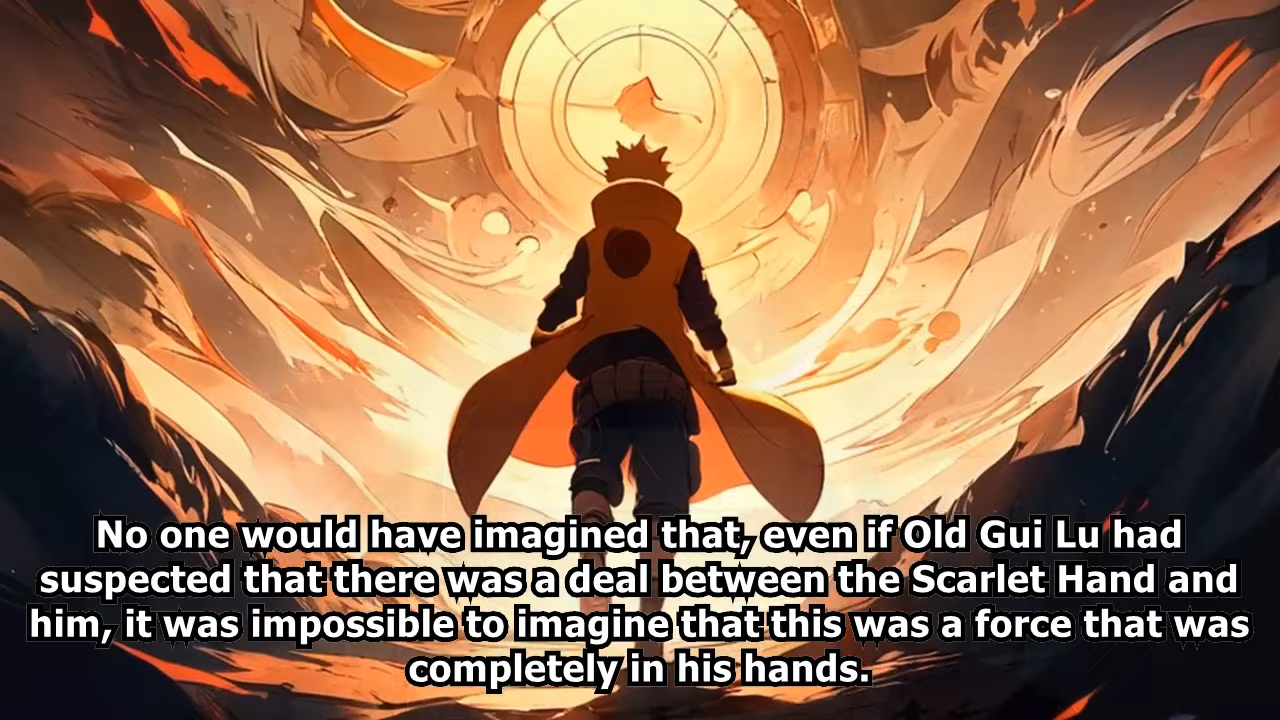 No one would have imagined that, even if Old Gui Lu had
suspected that there was a deal between the Scarlet Hand and
him, it was impossible to imagine that this was a force that was
completely in his hands.